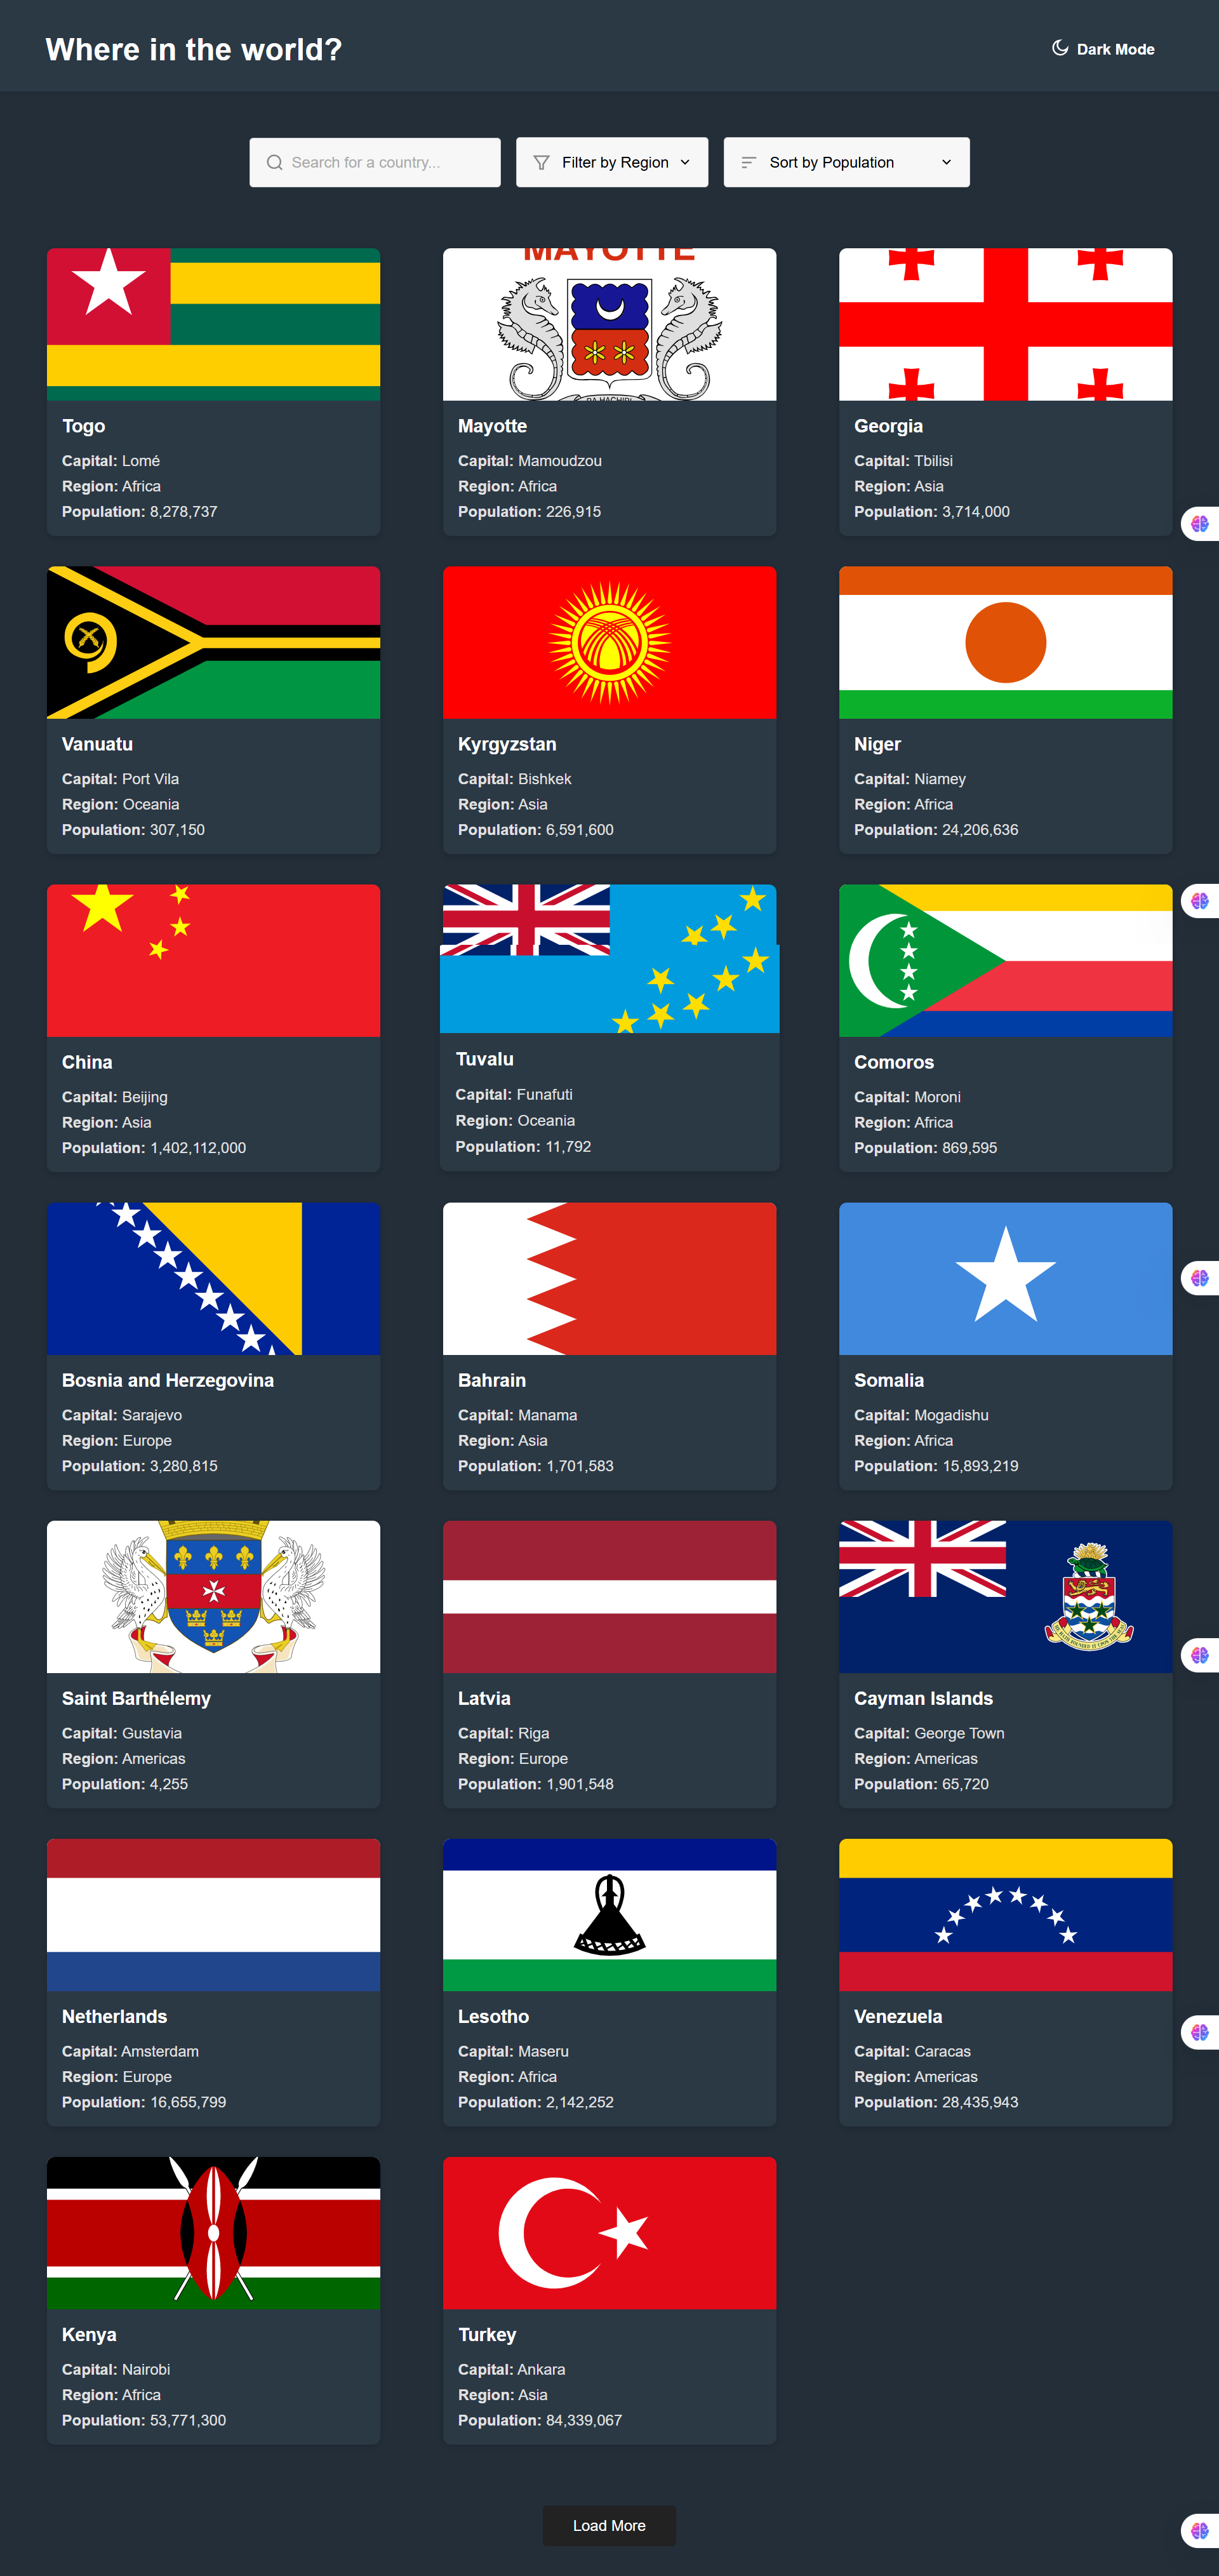 Where in the world?
Dark Mode
Search for a country...
Filter by Region
Sort by Population
MAYOTTE
RA HACHIRI
Togo
Capital: Lomé
Region: Africa
Population: 8,278,737
Mayotte
Capital: Mamoudzou
Region: Africa
Population: 226,915
Georgia
Capital: Tbilisi
Region: Asia
Population: 3,714,000
Vanuatu
Capital: Port Vila
Region: Oceania
Population: 307,150
Kyrgyzstan
Capital: Bishkek
Region: Asia
Population: 6,591,600
Niger
Capital: Niamey
Region: Africa
Population: 24,206,636
China
Capital: Beijing
Region: Asia
Population: 1,402,112,000
Tuvalu
Capital: Funafuti
Region: Oceania
Population: 11,792
Comoros
Capital: Moroni
Region: Africa
Population: 869,595
Bosnia and Herzegovina
Capital: Sarajevo
Region: Europe
Population: 3,280,815
Bahrain
Capital: Manama
Region: Asia
Population: 1,701,583
Somalia
Capital: Mogadishu
Region: Africa
Population: 15,893,219
Saint Barthélemy
Capital: Gustavia
Region: Americas
Population: 4,255
Latvia
Capital: Riga
Region: Europe
Population: 1,901,548
Cayman Islands
Capital: George Town
Region: Americas
Population: 65,720
Netherlands
Capital: Amsterdam
Region: Europe
Population: 16,655,799
Lesotho
Capital: Maseru
Region: Africa
Population: 2,142,252
Venezuela
Capital: Caracas
Region: Americas
Population: 28,435,943
Kenya
Capital: Nairobi
Region: Africa
Population: 53,771,300
Turkey
Capital: Ankara
Region: Asia
Population: 84,339,067
Load More